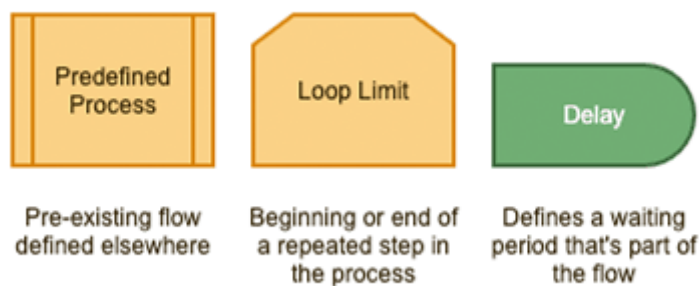 Predefined
Process
Loop Limit
Delay
Pre-existing flow
defined elsewhere
Beginning or end of
a repeated step in
the process
Defines a waiting
period that's part of
the flow